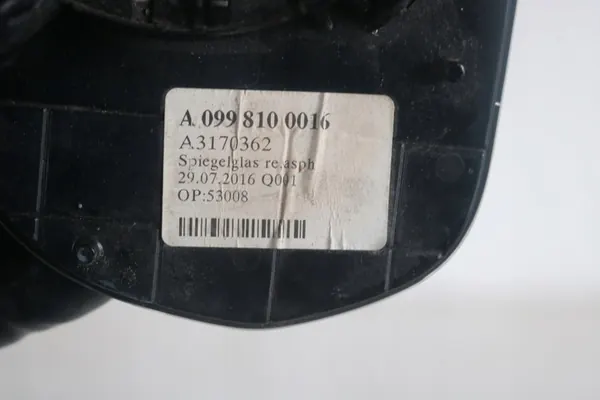 A 099 810 0016
A3170362
Spiegelglas re.asph
29.07.2016 Q001
OP:53008